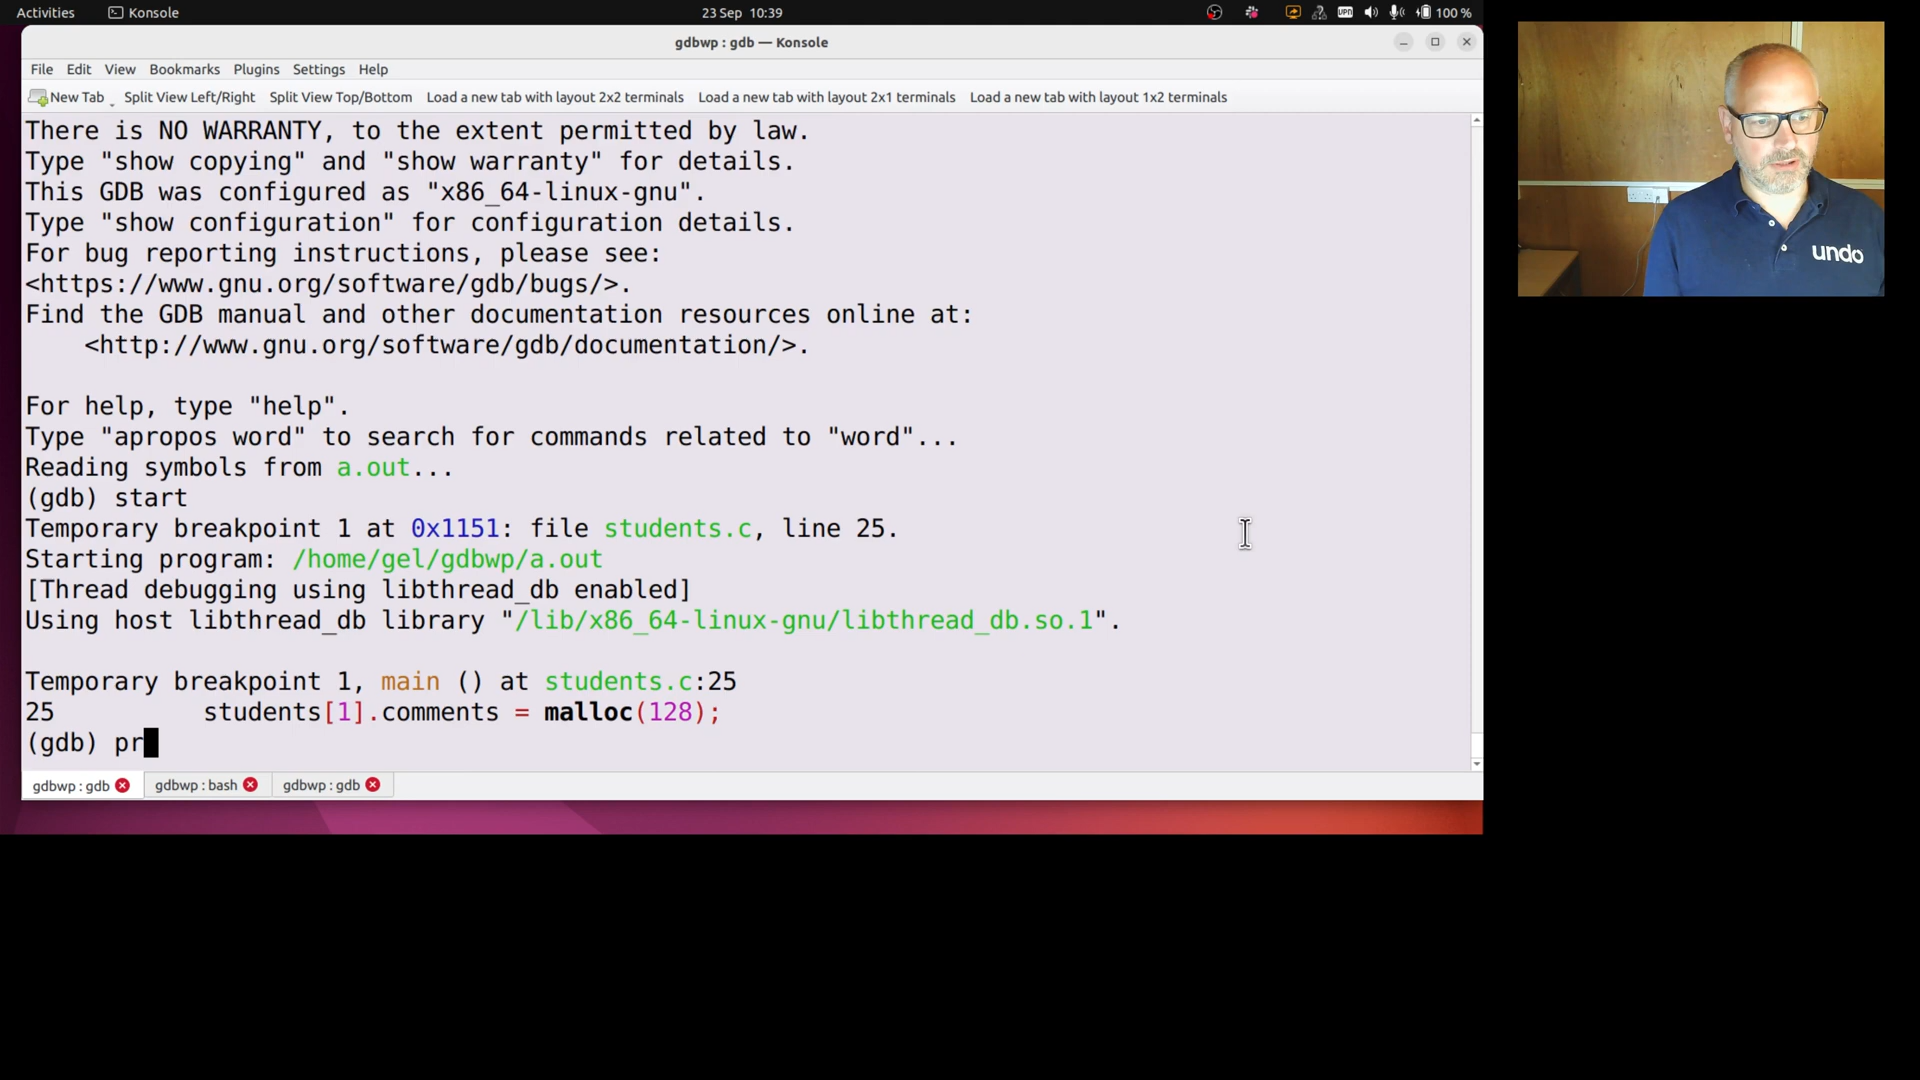 Activities
Konsole
23 Sep 10:39
100 %
gdbwp : gdb — Konsole
File Edit View Bookmarks Plugins Settings Help
New Tab Split View Left/Right Split View Top/Bottom Load a new tab with layout 2x2 terminals Load a new tab with layout 2x1 terminals Load a new tab with layout 1x2 terminals
There is NO WARRANTY, to the extent permitted by law.
Type "show copying" and "show warranty" for details.
This GDB was configured as "x86_64-linux-gnu".
Type "show configuration" for configuration details.
For bug reporting instructions, please see:
<https://www.gnu.org/software/gdb/bugs/>.
Find the GDB manual and other documentation resources online at:
    <http://www.gnu.org/software/gdb/documentation/>.
For help, type "help".
Type "apropos word" to search for commands related to "word"...
Reading symbols from a.out...
(gdb) start
Temporary breakpoint 1 at 0x1151: file students.c, line 25.
Starting program: /home/gel/gdbwp/a.out
[Thread debugging using libthread_db enabled]
Using host libthread_db library "/lib/x86_64-linux-gnu/libthread_db.so.1".
Temporary breakpoint 1, main () at students.c:25
25          students[1].comments = malloc(128);
(gdb) pr
gdbwp : gdb
gdbwp : bash
gdbwp : gdb
undo